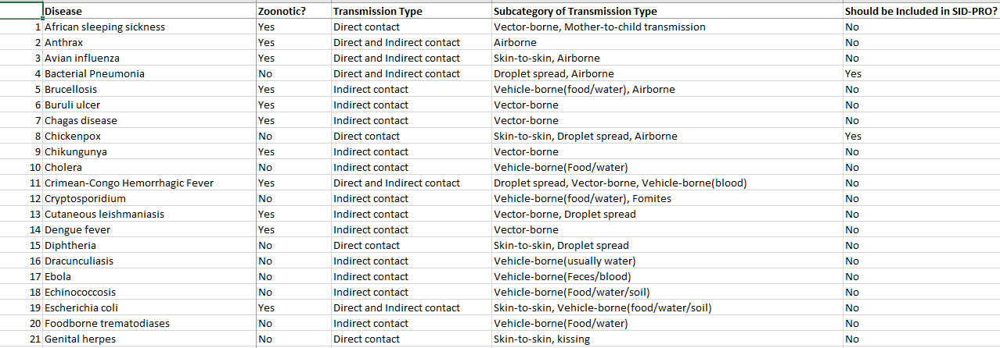 Disease Zoonotic? Transmission Type Subcategory of Transmission Type Should be Included in SID-PRO?
1 African sleeping sickness Yes Direct contact Vector-borne, Mother-to-child transmission No
2 Anthrax Yes Direct and Indirect contact Airborne No
3 Avian influenza Yes Direct and Indirect contact Skin-to-skin, Airborne No
4 Bacterial Pneumonia No Direct and Indirect contact Droplet spread, Airborne Yes
5 Brucellosis Yes Indirect contact Vehicle-borne(food/water), Airborne No
6 Buruli ulcer Yes Indirect contact Vector-borne No
7 Chagas disease Yes Indirect contact Vector-borne No
8 Chickenpox No Direct contact Skin-to-skin, Droplet spread, Airborne Yes
9 Chikungunya Yes Indirect contact Vector-borne No
10 Cholera No Indirect contact Vehicle-borne(Food/water) No
11 Crimean-Congo Hemorrhagic Fever Yes Direct and Indirect contact Droplet spread, Vector-borne, Vehicle-borne(blood) No
12 Cryptosporidium No Indirect contact Vehicle-borne(food/water), Fomites No
13 Cutaneous leishmaniasis Yes Indirect contact Vector-borne, Droplet spread No
14 Dengue fever Yes Indirect contact Vector-borne No
15 Diphtheria No Direct contact Skin-to-skin, Droplet spread No
16 Dracunculiasis No Indirect contact Vehicle-borne(usually water) No
17 Ebola No Indirect contact Vehicle-borne(Feces/blood) No
18 Echinococcosis No Indirect contact Vehicle-borne(Food/water/soil) No
19 Escherichia coli Yes Direct and Indirect contact Skin-to-skin, Vehicle-borne(food/water/soil) No
20 Foodborne trematodiases No Indirect contact Vehicle-borne(Food/water) No
21 Genital herpes No Direct contact Skin-to-skin, kissing No